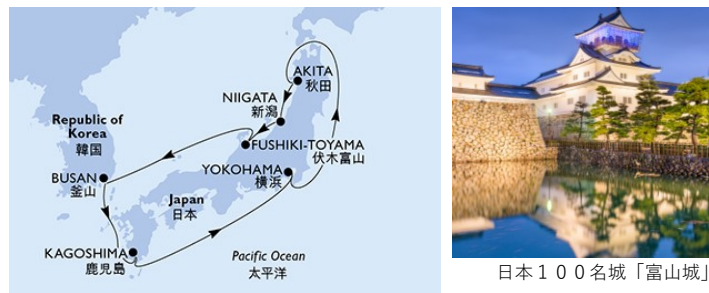 AKITA
秋田
NIIGATA
新潟
FUSHIKI-TOYAMA
伏木富山
Republic of
Korea
韓国
YOKOHAMA
横浜
BUSAN
釜山
Japan
日本
KAGOSHIMA
鹿児島
Pacific Ocean
太平洋
日本１００名城「富山城」